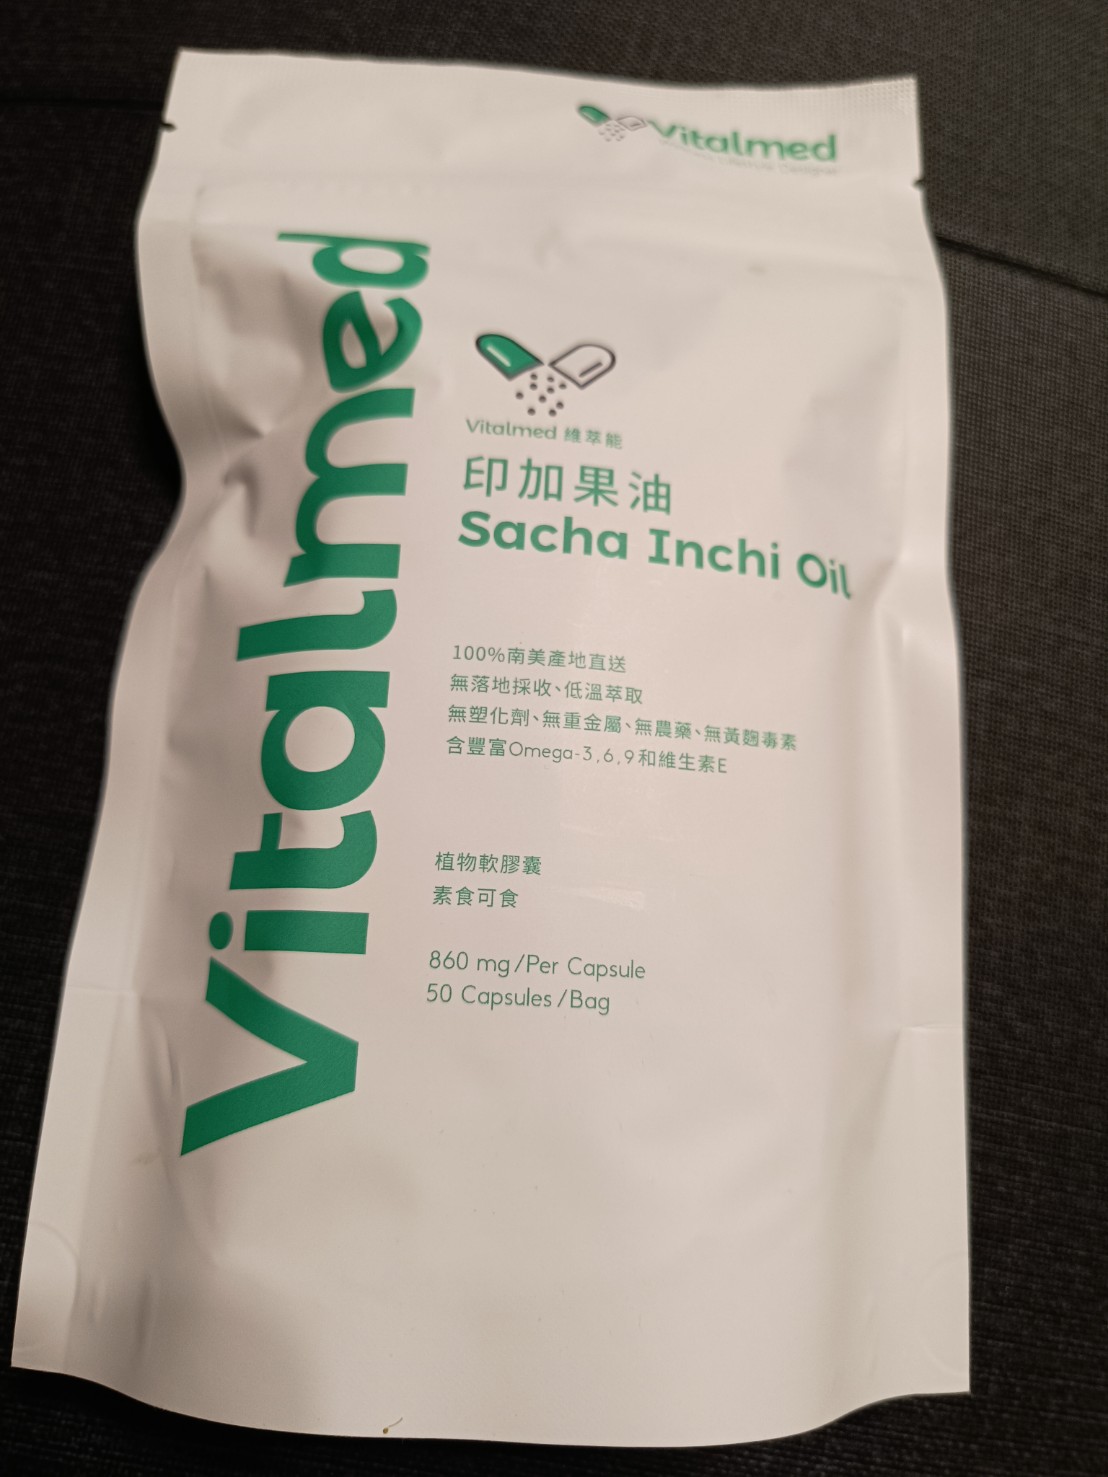 Vitalmed
Vitalmed
Vitalmed 維萃能
印加果油
Sacha Inchi Oil
100%南美產地直送
無落地採收、低溫萃取
無塑化劑、無重金屬、無農藥、無黃麴毒素
含豐富Omega-3,6,9和維生素E
植物軟膠囊
素食可食
860 mg/Per Capsule
50 Capsules/Bag